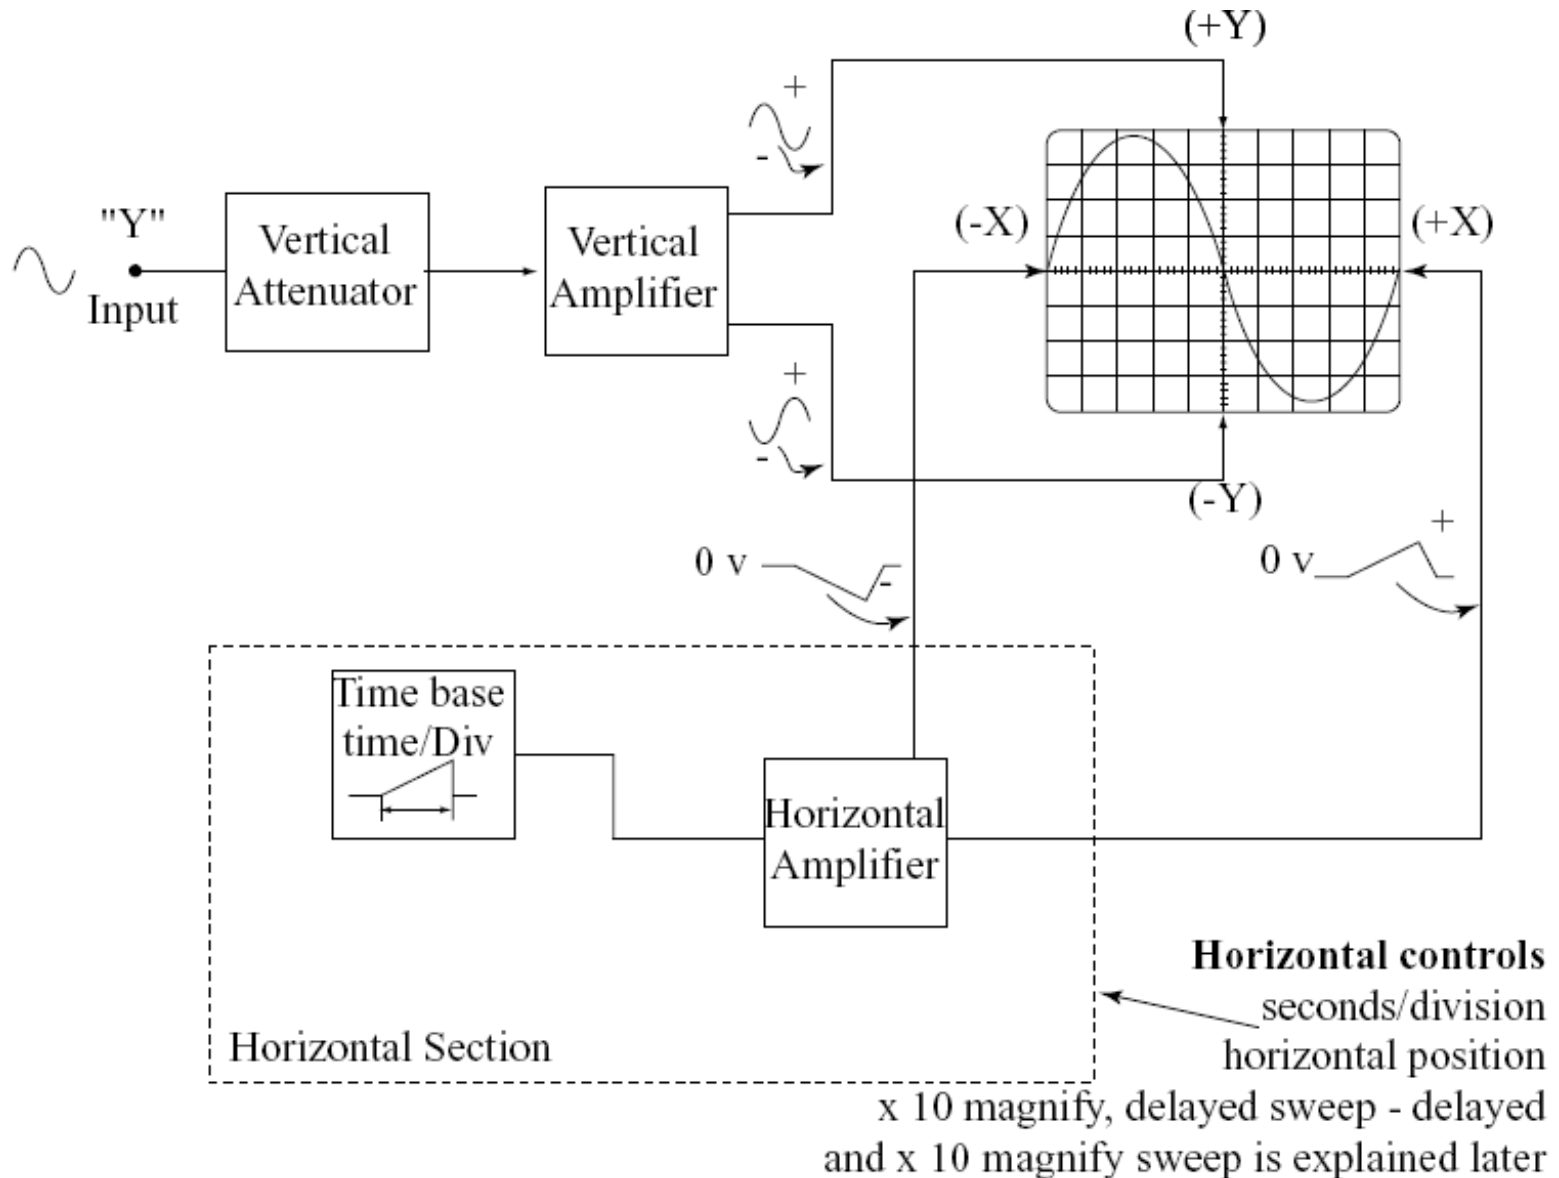 (+Y)
+
-
"Y"
Input
Vertical
Attenuator
Vertical
Amplifier
(-X)
(+X)
+
-
(-Y)
0 v
-
0 v
+
Time base
time/Div
Horizontal
Amplifier
Horizontal Section
Horizontal controls
seconds/division
horizontal position
x 10 magnify, delayed sweep - delayed
and x 10 magnify sweep is explained later